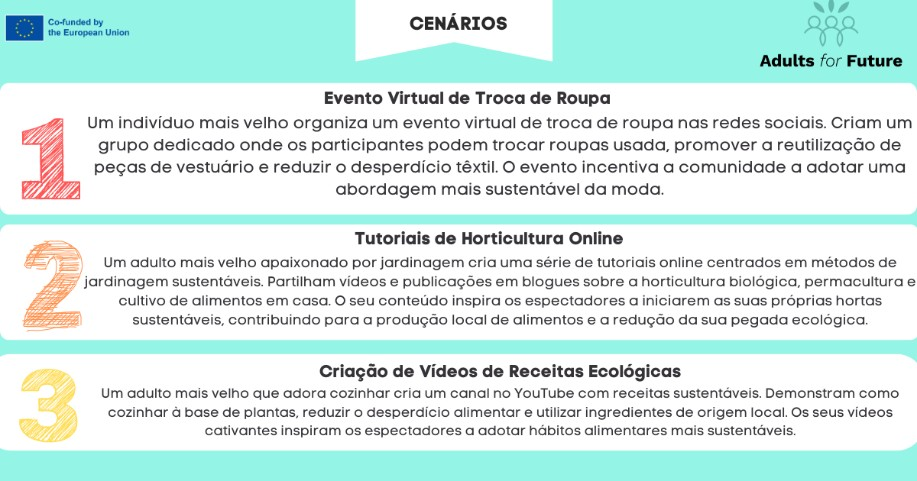 Co-funded by
the European Union
CENÁRIOS
Adults for Future
1
Evento Virtual de Troca de Roupa
Um indivíduo mais velho organiza um evento virtual de troca de roupa nas redes sociais. Criam um
grupo dedicado onde os participantes podem trocar roupas usada, promover a reutilização de
peças de vestuário e reduzir o desperdício têxtil. O evento incentiva a comunidade a adotar uma
abordagem mais sustentável da moda.
2
Tutoriais de Horticultura Online
Um adulto mais velho apaixonado por jardinagem cria uma série de tutoriais online centrados em métodos de
jardinagem sustentáveis. Partilham vídeos e publicações em blogues sobre a horticultura biológica, permacultura e
cultivo de alimentos em casa. O seu conteúdo inspira os espectadores a iniciarem as suas próprias hortas
sustentáveis, contribuindo para a produção local de alimentos e a redução da sua pegada ecológica.
3
Criação de Vídeos de Receitas Ecológicas
Um adulto mais velho que adora cozinhar cria um canal no YouTube com receitas sustentáveis. Demonstram como
cozinhar à base de plantas, reduzir o desperdício alimentar e utilizar ingredientes de origem local. Os seus vídeos
cativantes inspiram os espectadores a adotar hábitos alimentares mais sustentáveis.